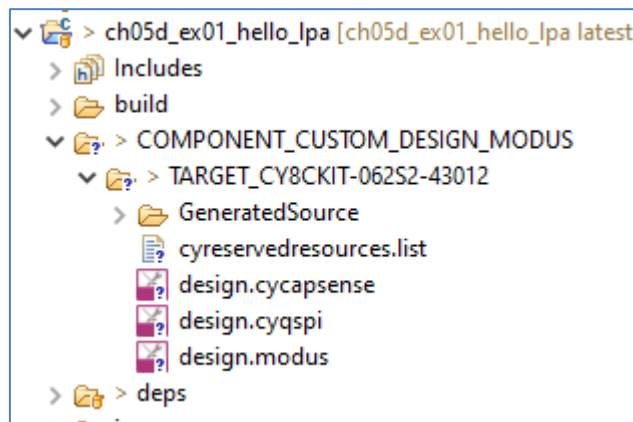 > ch05d_ex01_hello_lpa [ch05d_ex01_hello_lpa latest
Includes
build
> COMPONENT_CUSTOM_DESIGN_MODUS
> TARGET_CY8CKIT-062S2-43012
GeneratedSource
cyreservedresources.list
design.cycapsense
design.cyqspi
design.modus
> deps